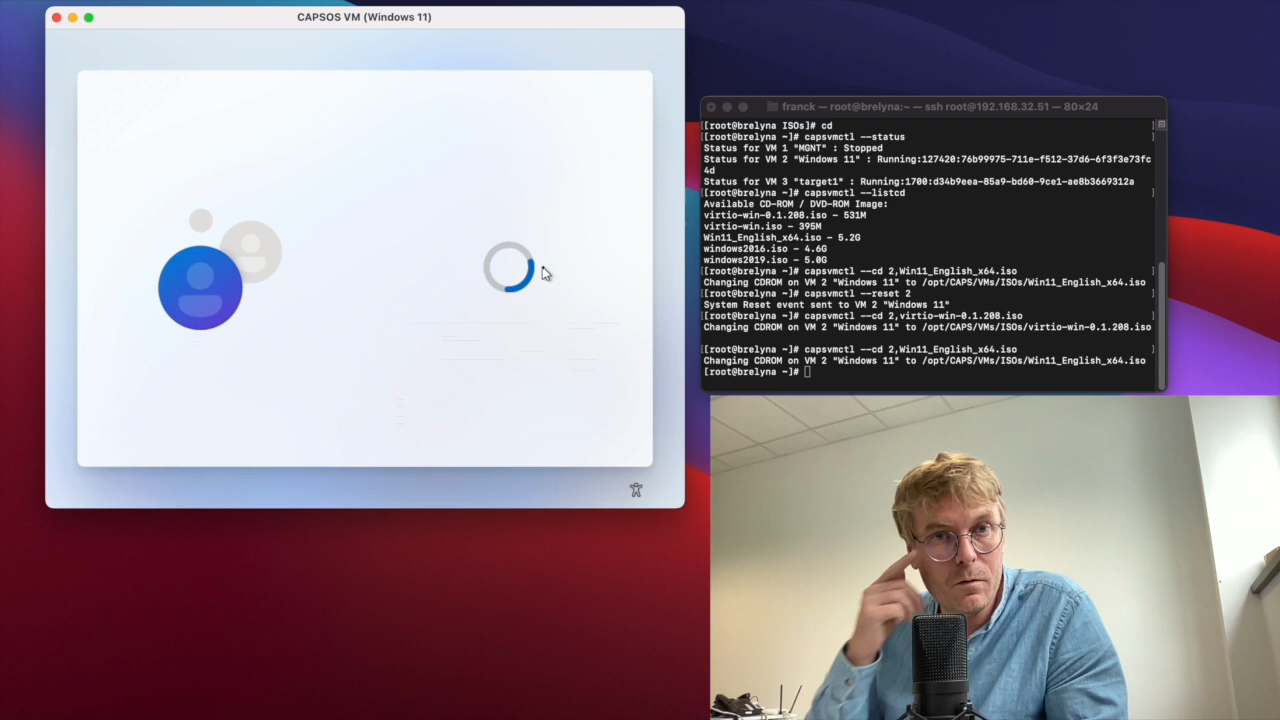 CAPSOS VM (Windows 11)
franck — root@brelyna:~ — ssh root@192.168.32.51 — 80×24
[[root@brelyna ISOs]# cd ]
[[root@brelyna ~]# capsvmctl --status ]
Status for VM 1 "MGNT" : Stopped
Status for VM 2 "Windows 11" : Running:127420:76b99975-711e-f512-37d6-6f3f3e73fc
4d
Status for VM 3 "target1" : Running:1700:d34b9eea-85a9-bd60-9ce1-ae8b3669312a
[[root@brelyna ~]# capsvmctl --listcd ]
Available CD-ROM / DVD-ROM Image:
virtio-win-0.1.208.iso - 531M
virtio-win.iso - 395M
Win11_English_x64.iso - 5.2G
windows2016.iso - 4.6G
windows2019.iso - 5.0G
[[root@brelyna ~]# capsvmctl --cd 2,Win11_English_x64.iso ]
Changing CDROM on VM 2 "Windows 11" to /opt/CAPS/VMs/ISOs/Win11_English_x64.iso
[[root@brelyna ~]# capsvmctl --reset 2 ]
System Reset event sent to VM 2 "Windows 11"
[[root@brelyna ~]# capsvmctl --cd 2,virtio-win-0.1.208.iso ]
Changing CDROM on VM 2 "Windows 11" to /opt/CAPS/VMs/ISOs/virtio-win-0.1.208.iso
[[root@brelyna ~]# capsvmctl --cd 2,Win11_English_x64.iso ]
Changing CDROM on VM 2 "Windows 11" to /opt/CAPS/VMs/ISOs/Win11_English_x64.iso
[root@brelyna ~]#